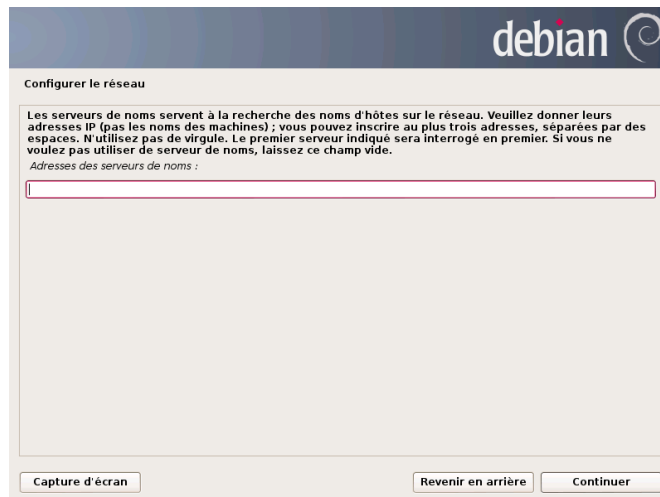 debian
Configurer le réseau
Les serveurs de noms servent à la recherche des noms d'hôtes sur le réseau. Veuillez donner leurs
adresses IP (pas les noms des machines) ; vous pouvez inscrire au plus trois adresses, séparées par des
espaces. N'utilisez pas de virgule. Le premier serveur indiqué sera interrogé en premier. Si vous ne
voulez pas utiliser de serveur de noms, laissez ce champ vide.
Adresses des serveurs de noms :
Capture d'écran
Revenir en arrière
Continuer